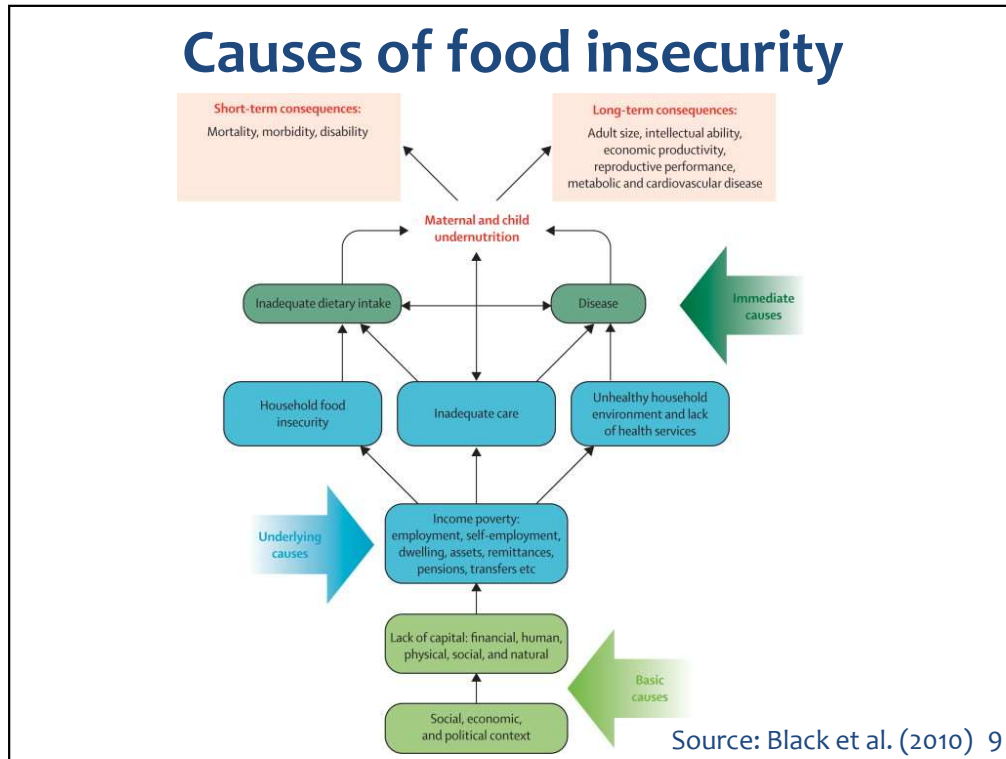 Causes of food insecurity
Short-term consequences:
Mortality, morbidity, disability
Long-term consequences:
Adult size, intellectual ability,
economic productivity,
reproductive performance,
metabolic and cardiovascular disease
Maternal and child
undernutrition
Inadequate dietary intake
Disease
Immediate
causes
Household food
insecurity
Inadequate care
Unhealthy household
environment and lack
of health services
Underlying
causes
Income poverty:
employment, self-employment,
dwelling, assets, remittances,
pensions, transfers etc
Lack of capital: financial, human,
physical, social, and natural
Basic
causes
Social, economic,
and political context
Source: Black et al. (2010) 9